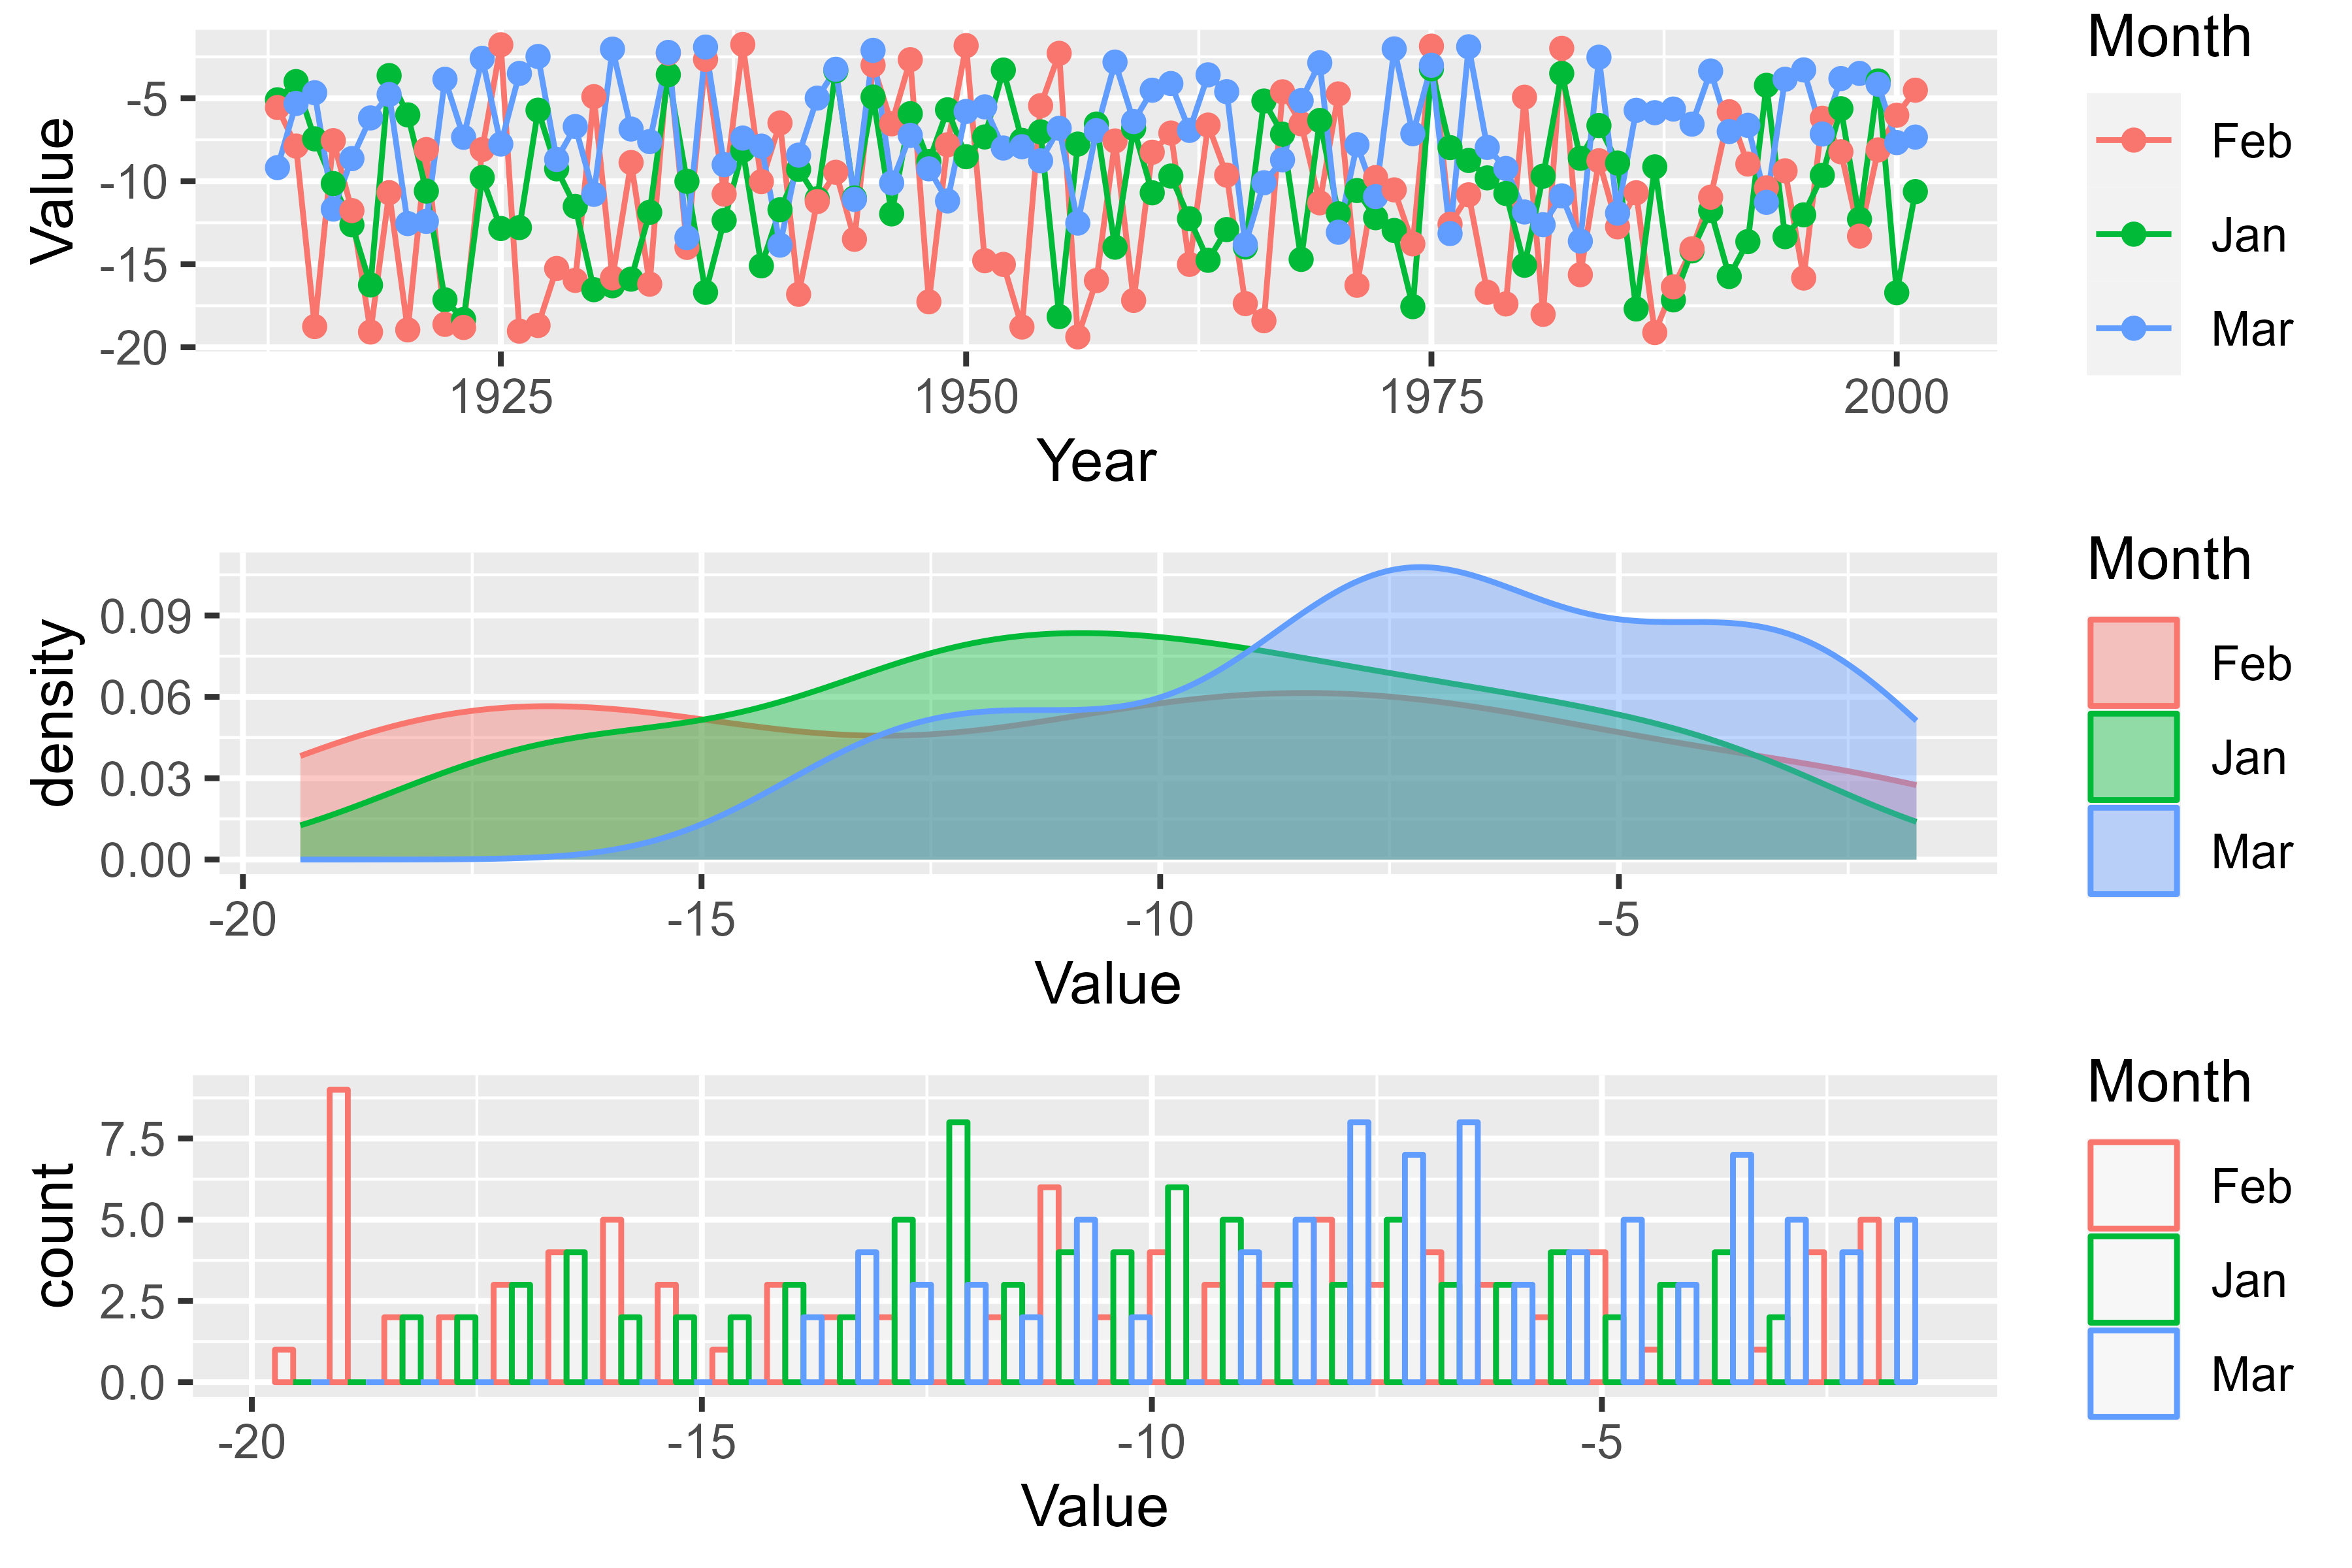 Month
Value
-5
-10
-15
-20
Feb
Jan
Mar
1925 1950 1975 2000
Year
Month
density
0.09
0.06
0.03
0.00
Feb
Jan
Mar
-20 -15 -10 -5
Value
Month
count
7.5
5.0
2.5
0.0
Feb
Jan
Mar
-20 -15 -10 -5
Value